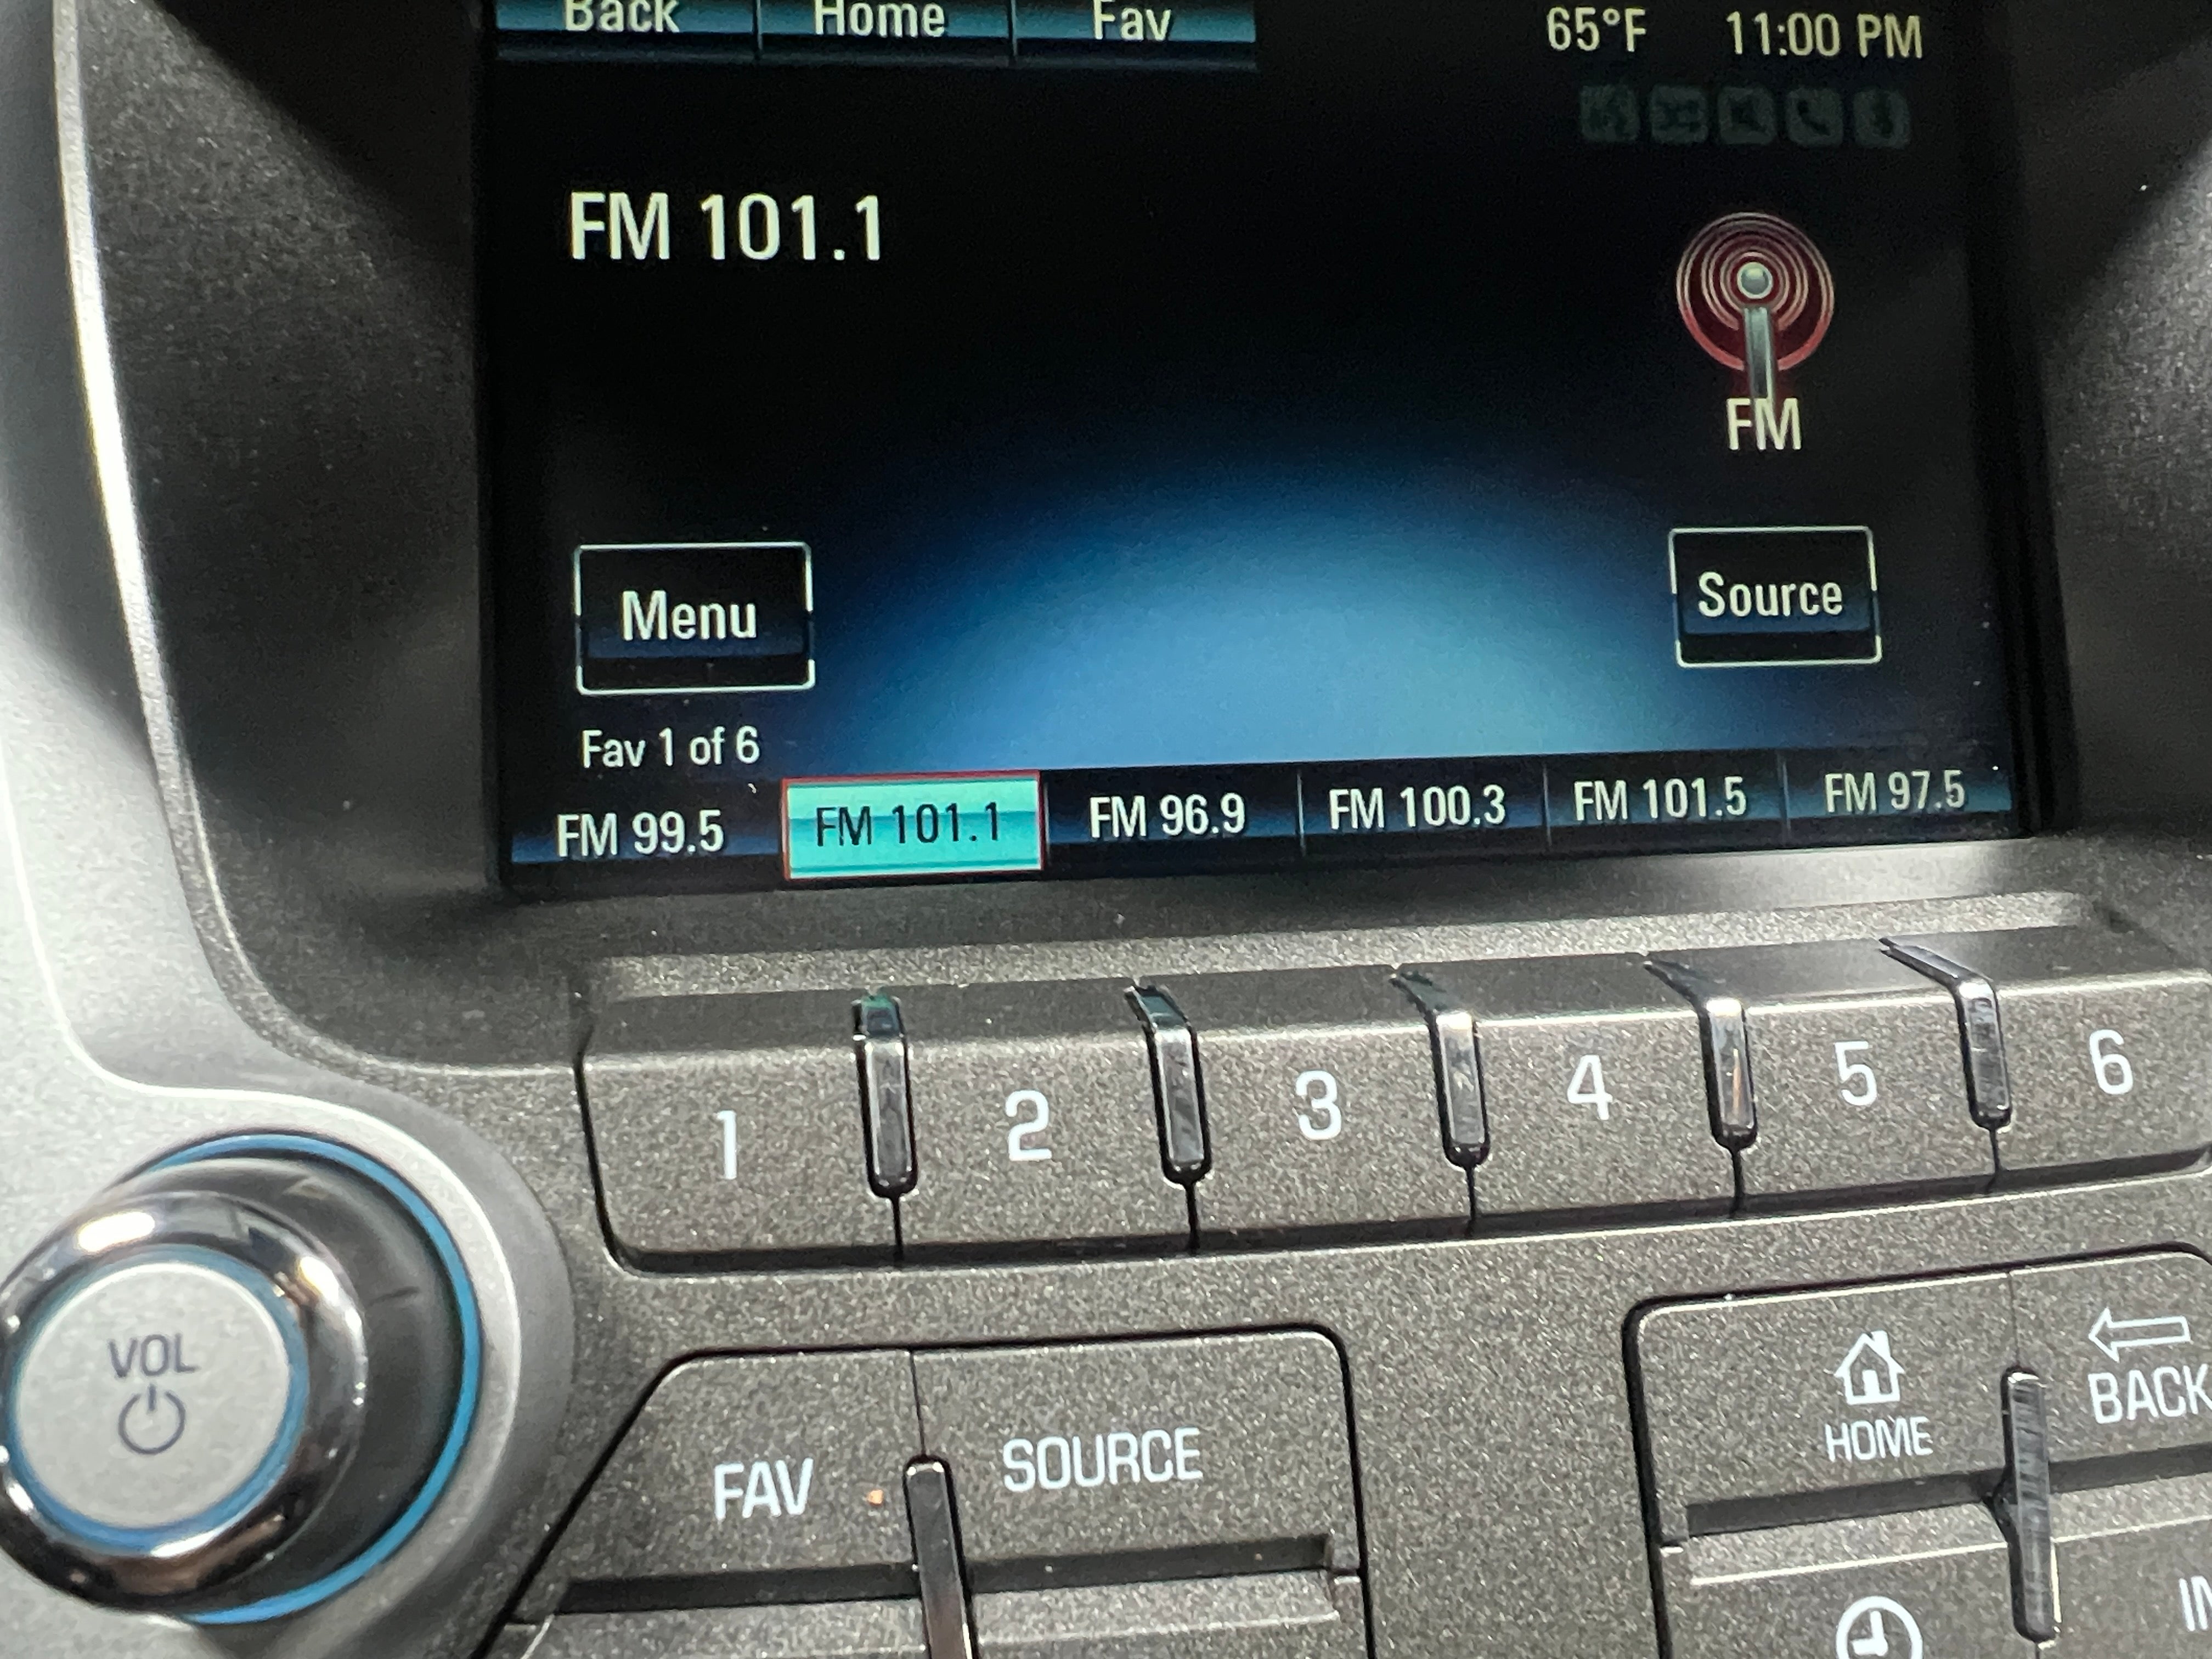 Back Home Fav 65°F 11:00 PM
FM 101.1
FM
Menu Source
Fav 1 of 6
FM 99.5 FM 101.1 FM 96.9 FM 100.3 FM 101.5 FM 97.5
1 2 3 4 5 6
VOL
FAV SOURCE
HOME BACK